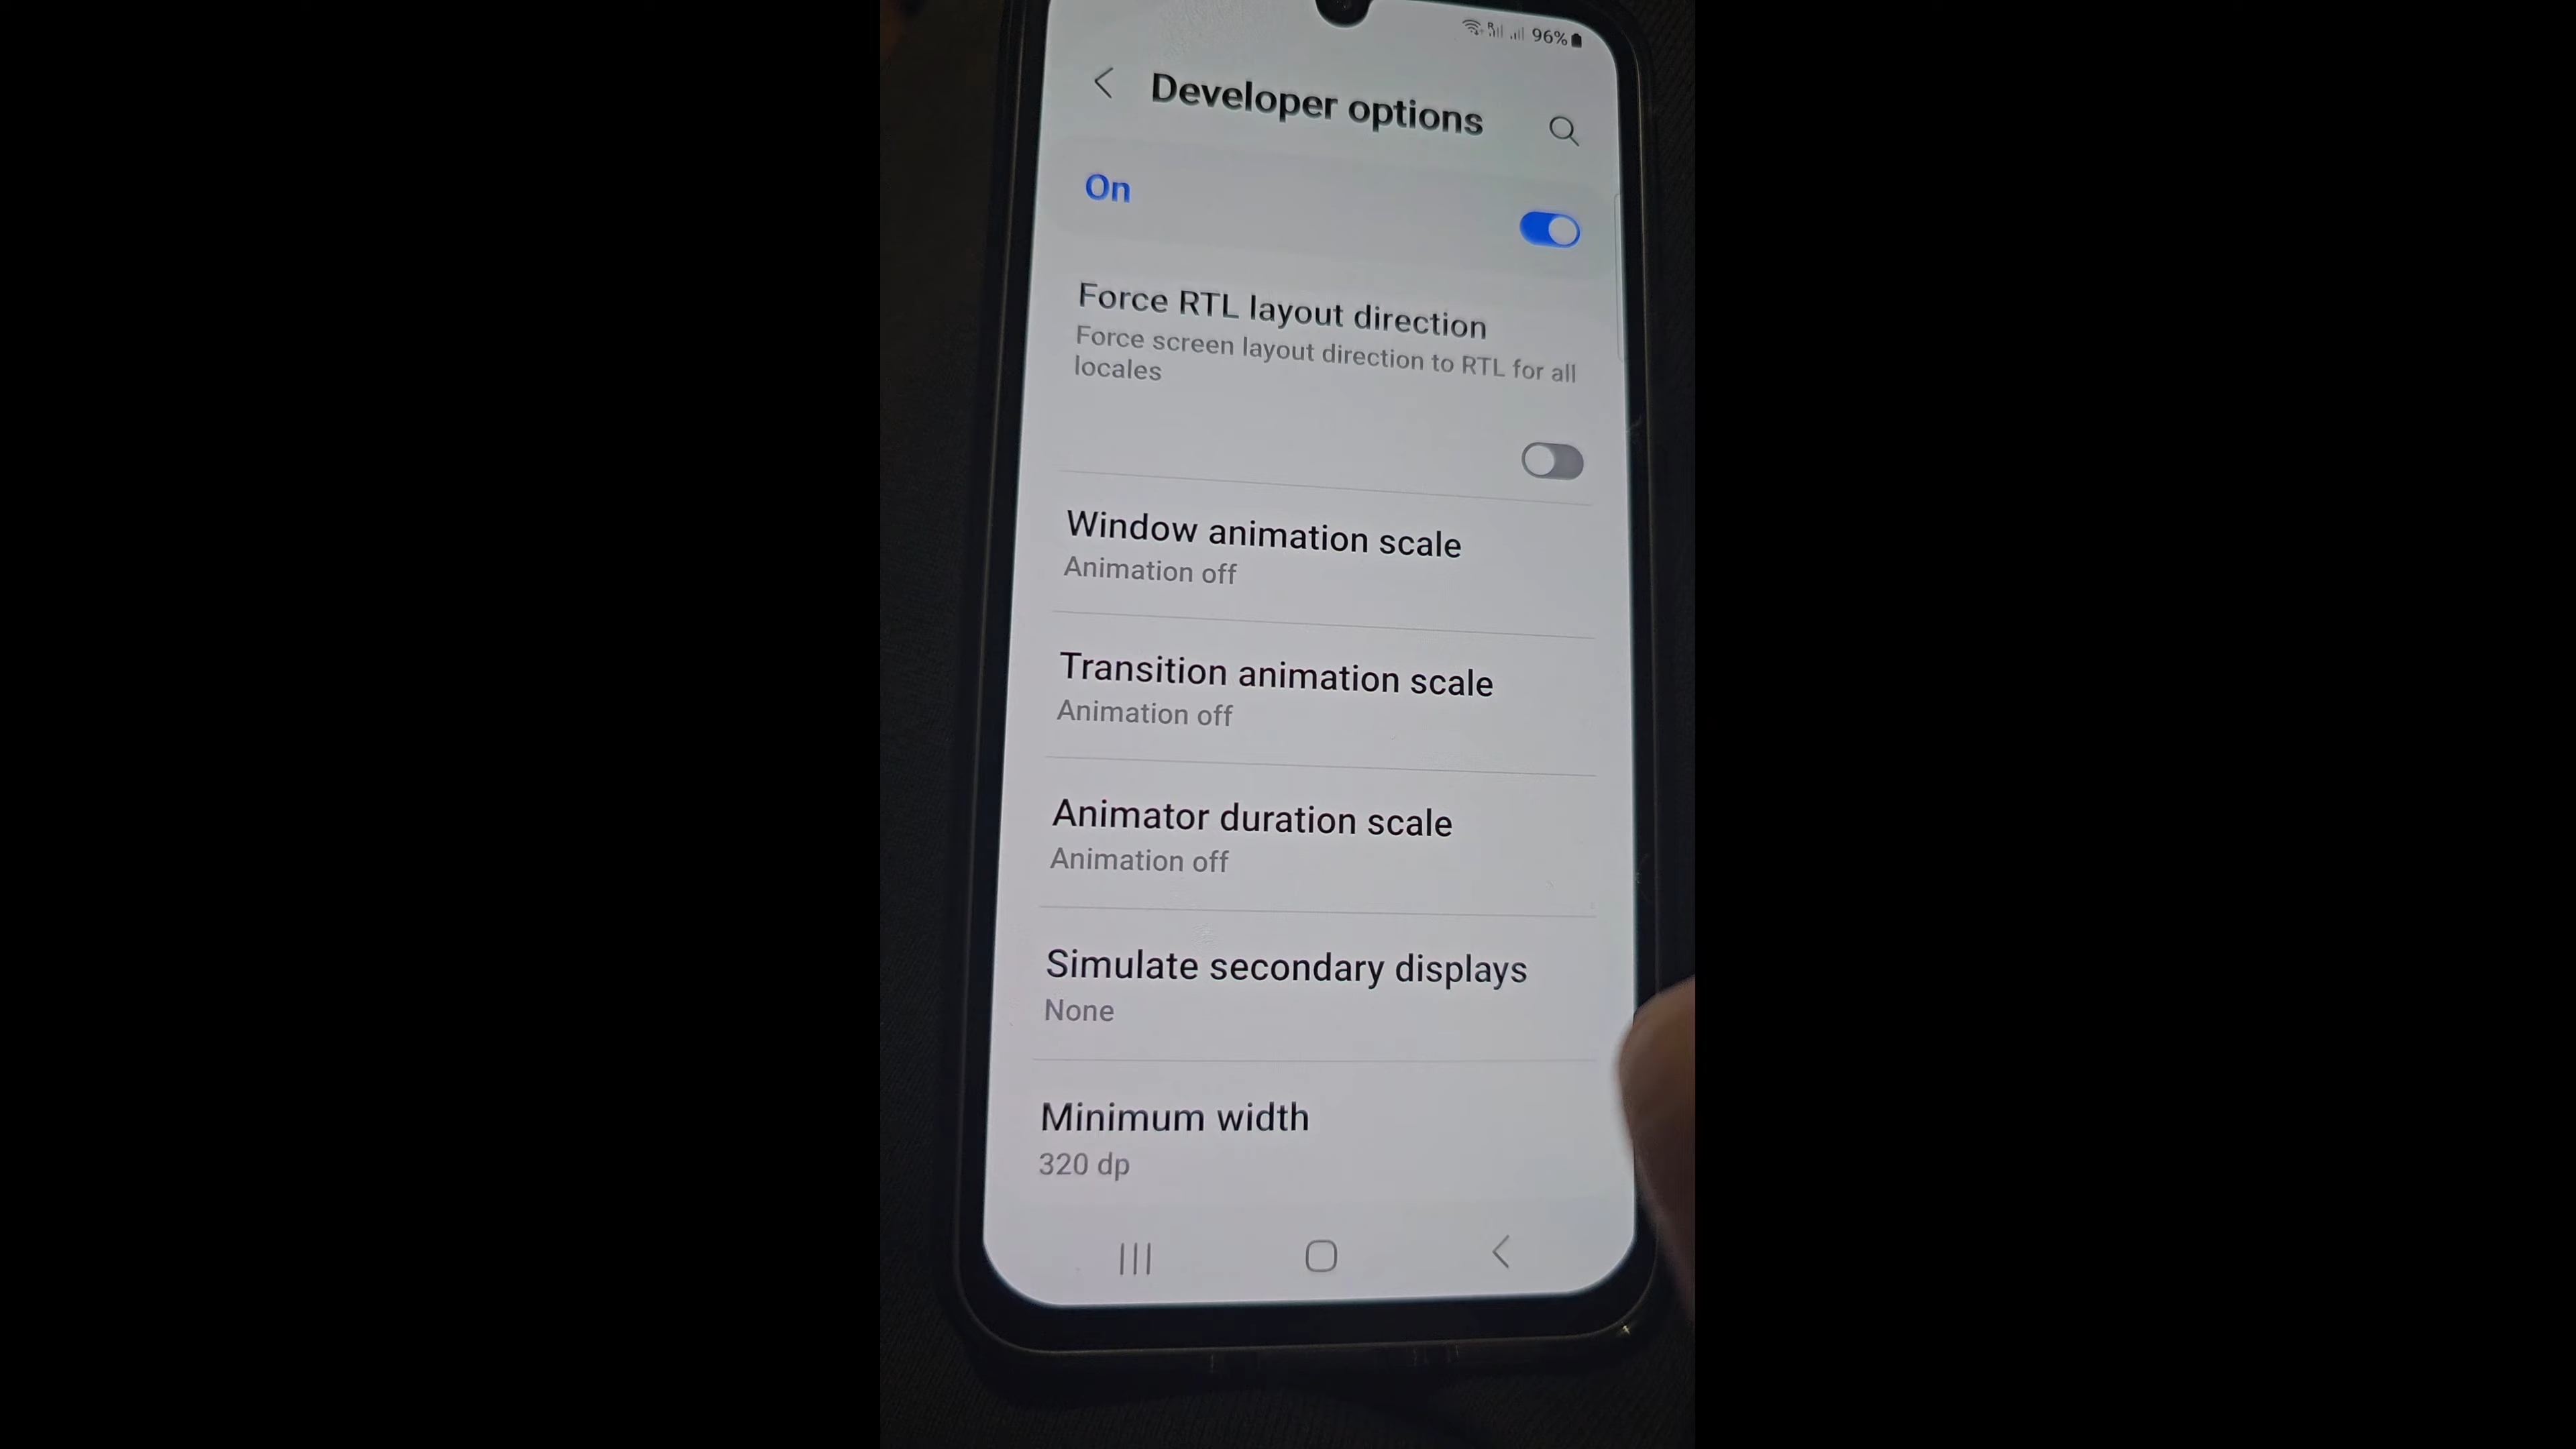 R 96%
Developer options
On
Force RTL layout direction
Force screen layout direction to RTL for all
locales
Window animation scale
Animation off
Transition animation scale
Animation off
Animator duration scale
Animation off
Simulate secondary displays
None
Minimum width
320 dp